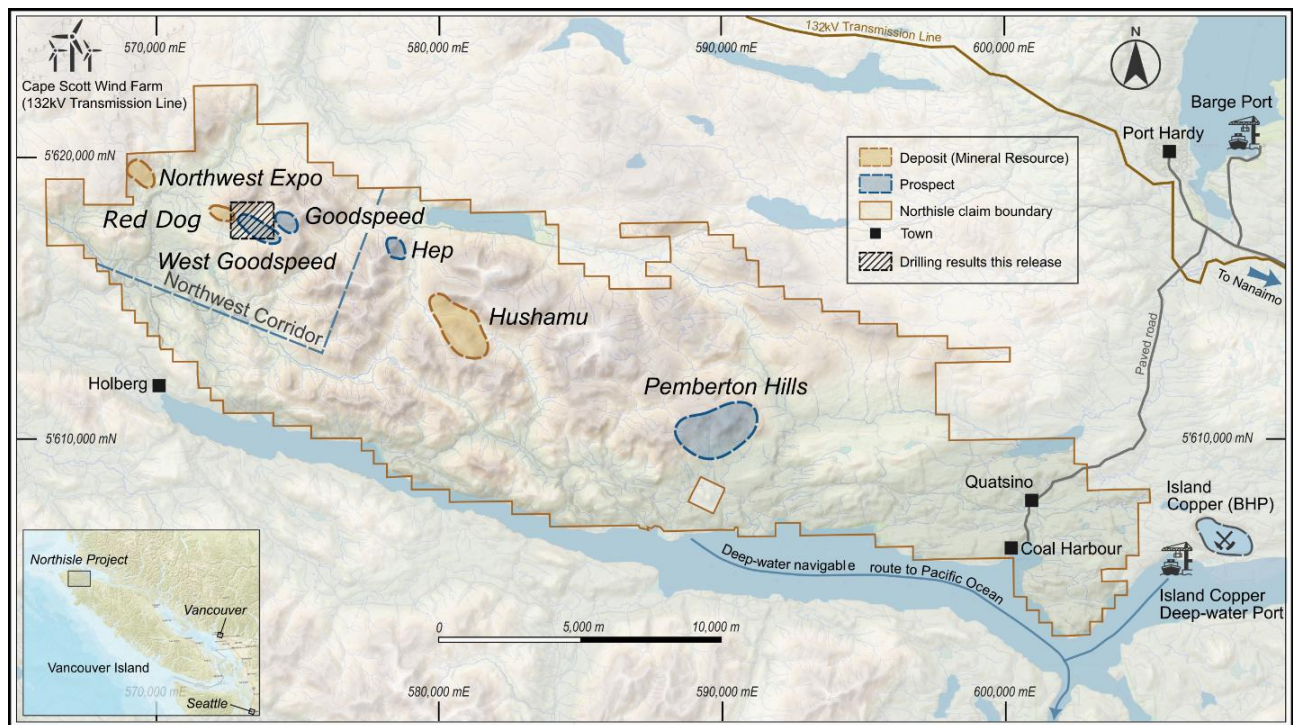 570,000 mE
580,000 mE
590,000 mE
600,000 mE
132kV Transmission Line
N
Cape Scott Wind Farm
(132kV Transmission Line)
Barge Port
Port Hardy
5'620,000 mN
Deposit (Mineral Resource)
Prospect
Northisle claim boundary
Town
Drilling results this release
Northwest Expo
Red Dog
Goodspeed
West Goodspeed
Hep
Northwest Corridor
Hushamu
To Nanaimo
Paved road
Holberg
Pemberton Hills
5'610,000 mN
5'610,000 mN
Quatsino
Island
Copper (BHP)
Coal Harbour
Deep-water navigable route to Pacific Ocean
Island Copper
Deep-water Port
Northisle Project
Vancouver
Vancouver Island
Seattle
0
5,000 m
10,000 m
570,000 mE
580,000 mE
590,000 mE
600,000 mE